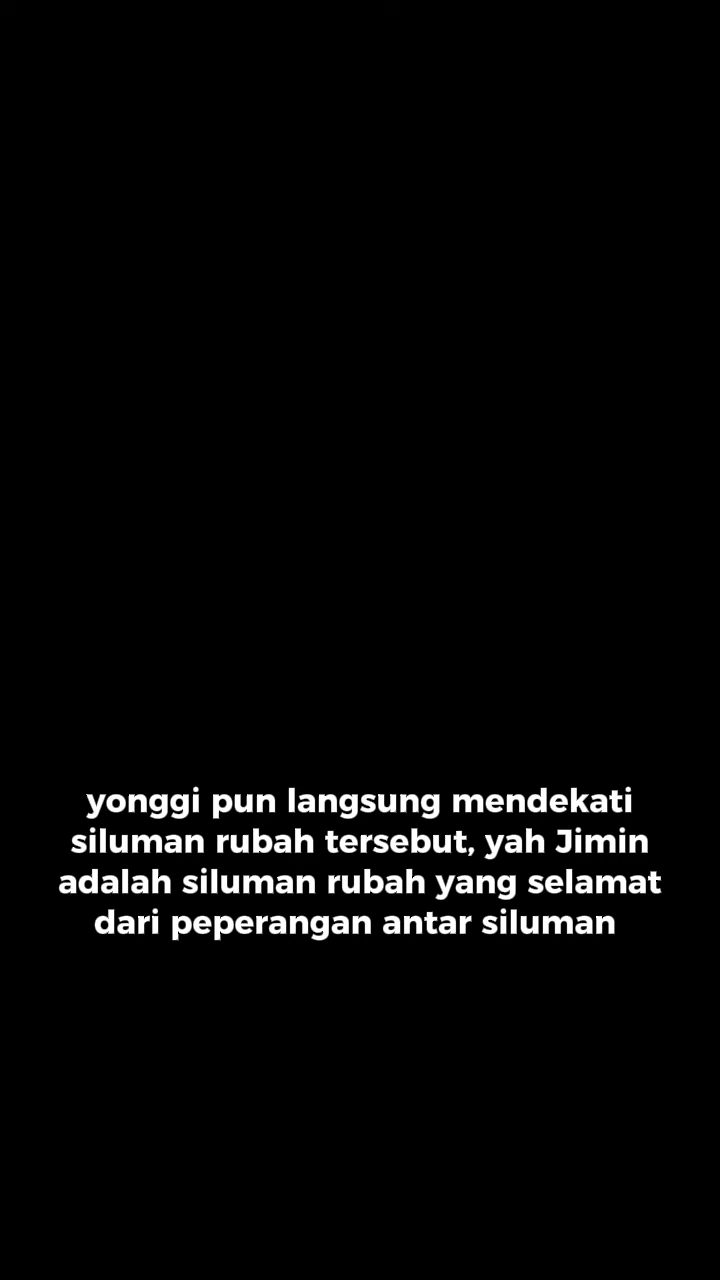 yonggi pun langsung mendekati
siluman rubah tersebut, yah Jimin
adalah siluman rubah yang selamat
dari peperangan antar siluman